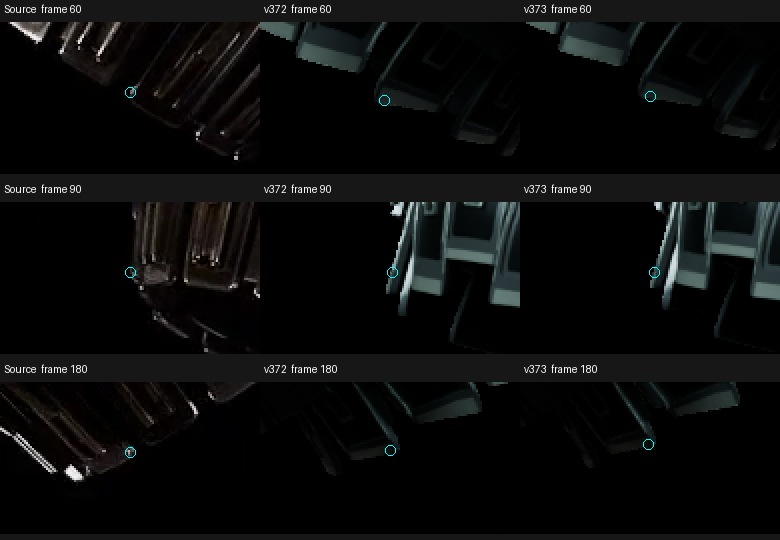 Source frame 60
v372 frame 60
v373 frame 60
Source frame 90
v372 frame 90
v373 frame 90
Source frame 180
v372 frame 180
v373 frame 180